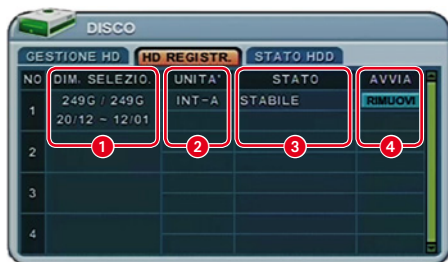 DISCO
GESTIONE HD HD REGISTR. STATO HDD
NO DIM. SELEZIO. UNITA' STATO AVVIA
1 249G / 249G INT-A STABILE RIMUOVI
20/12 ~ 12/01
1 2 3 4
2
3
4